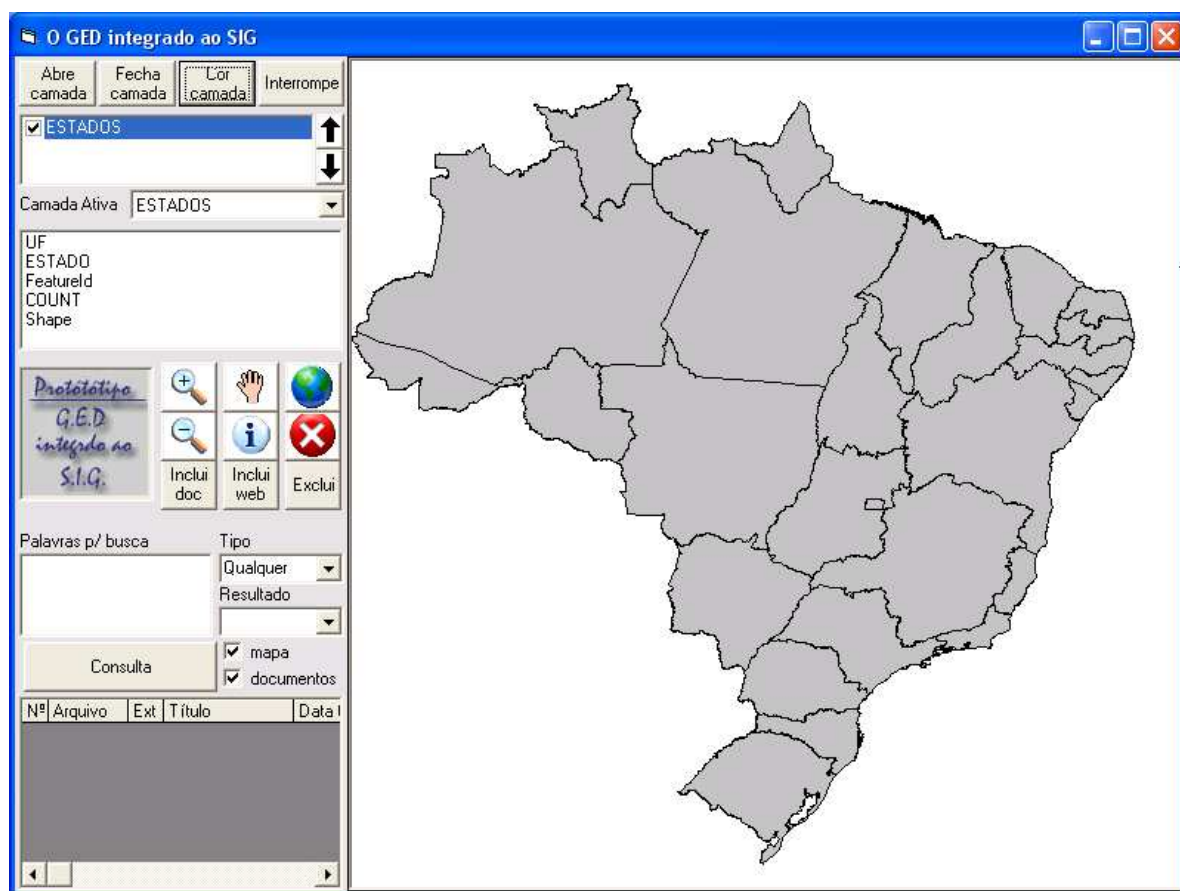 O GED integrado ao SIG
Abre camada
Fecha camada
Cor camada
Interrompe
ESTADOS
Camada Ativa ESTADOS
UF
ESTADO
FeatureId
COUNT
Shape
Protótótipo
G.E.D
integrdo ao
S.I.G.
Inclui doc
Inclui web
Exclui
Palavras p/ busca
Tipo
Qualquer
Resultado
Consulta
mapa
documentos
Nº Arquivo Ext Título Data